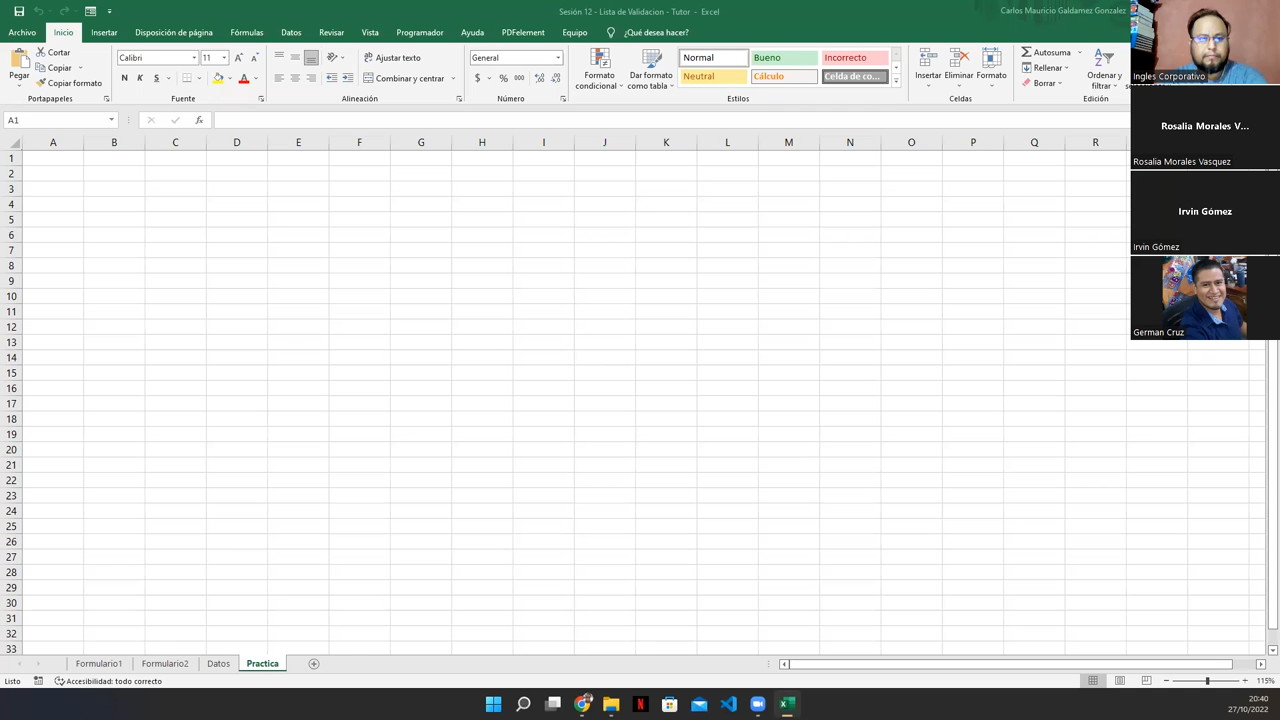 Sesión 12 - Lista de Validacion - Tutor - Excel
Carlos Mauricio Galdamez Gonzalez
Archivo Inicio Insertar Disposición de página Fórmulas Datos Revisar Vista Programador Ayuda PDFelement Equipo ¿Qué desea hacer?
Pegar
Cortar
Copiar
Copiar formato
Portapapeles
Calibri 11
N K S
Fuente
Ajustar texto
Combinar y centrar
Alineación
General
$ % 000
Número
Formato condicional
Dar formato como tabla
Normal Bueno Incorrecto
Neutral Cálculo Celda de co...
Estilos
Insertar Eliminar Formato
Celdas
Autosuma
Rellenar
Borrar
Ordenar y filtrar
Edición
A1
fx
A B C D E F G H I J K L M N O P Q R
1
2
3
4
5
6
7
8
9
10
11
12
13
14
15
16
17
18
19
20
21
22
23
24
25
26
27
28
29
30
31
32
33
Ingles Corporativo
Rosalia Morales V...
Rosalia Morales Vasquez
Irvin Gómez
Irvin Gómez
German Cruz
Formulario1 Formulario2 Datos Practica
Listo Accesibilidad: todo correcto 115%
20:40
27/10/2022